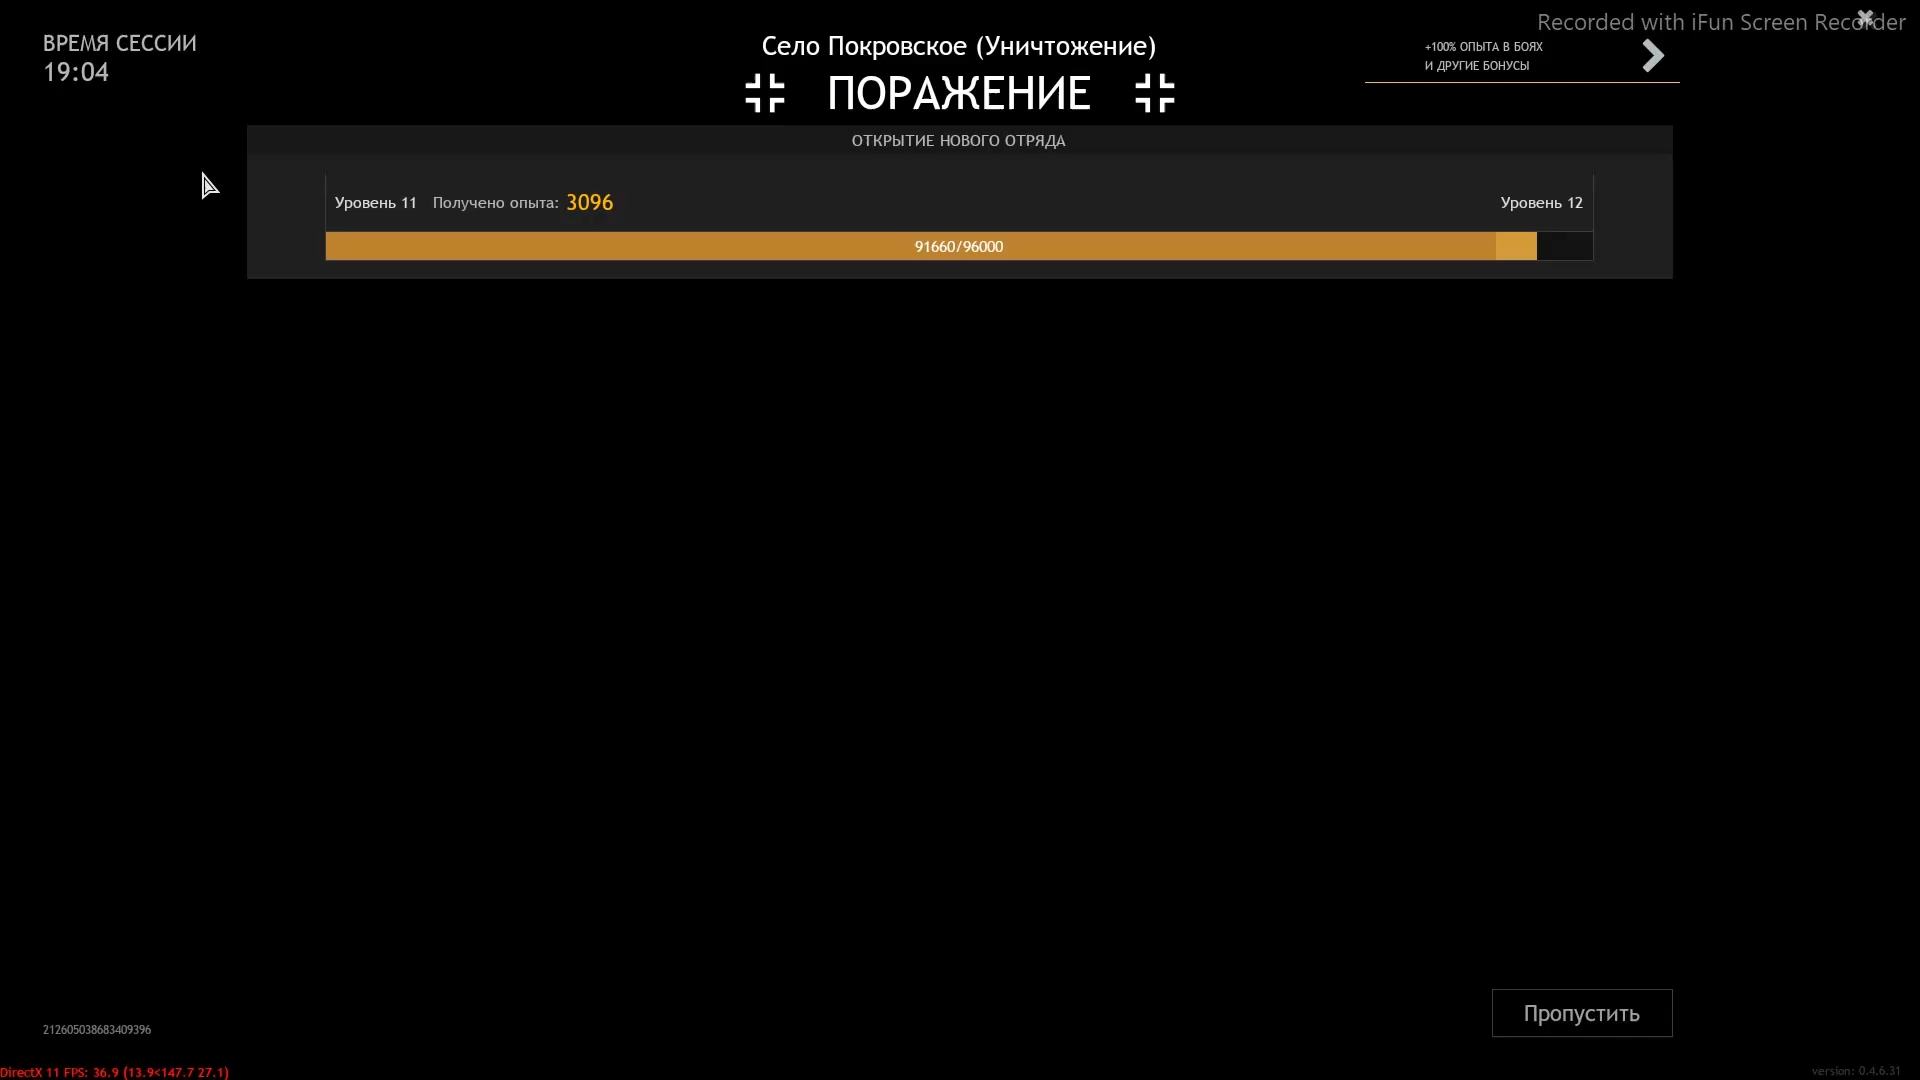 Recorded with iFun Screen Recorder
ВРЕМЯ СЕССИИ
19:04
Село Покровское (Уничтожение)
ПОРАЖЕНИЕ
+100% ОПЫТА В БОЯХ
И ДРУГИЕ БОНУСЫ
ОТКРЫТИЕ НОВОГО ОТРЯДА
Уровень 11 Получено опыта: 3096 Уровень 12
91660/96000
Пропустить
212605038683409396
DirectX 11 FPS: 36.9 (13.9<147.7 27.1)
version: 0.4.6.31